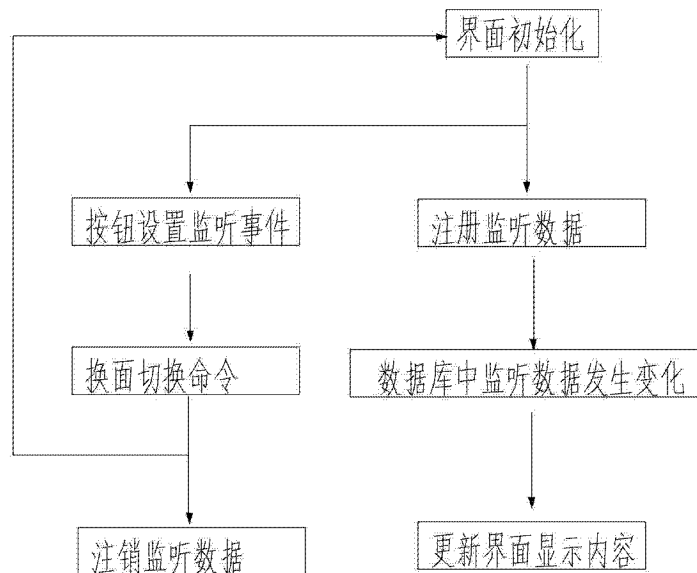 界面初始化
按钮设置监听事件
注册监听数据
换面切换命令
数据库中监听数据发生变化
注销监听数据
更新界面显示内容